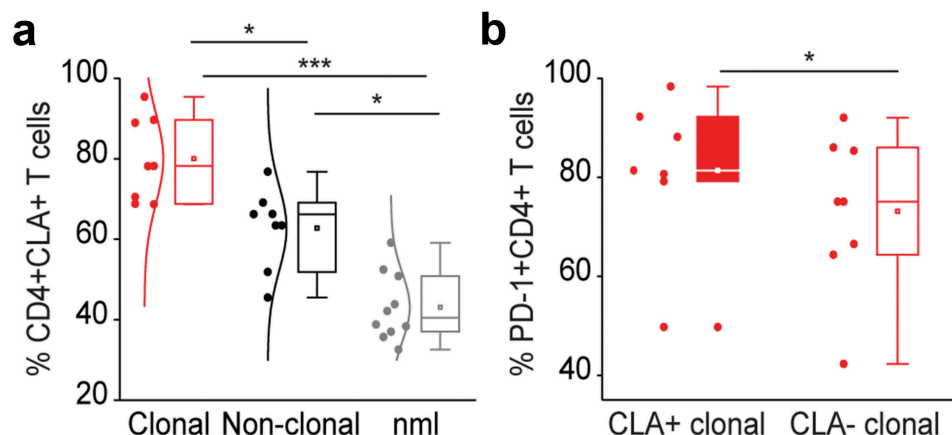 a
b
*
***
*
*
% CD4+CLA+ T cells
100
80
60
40
20
Clonal Non-clonal nml
% PD-1+CD4+ T cells
100
80
60
40
CLA+ clonal CLA- clonal